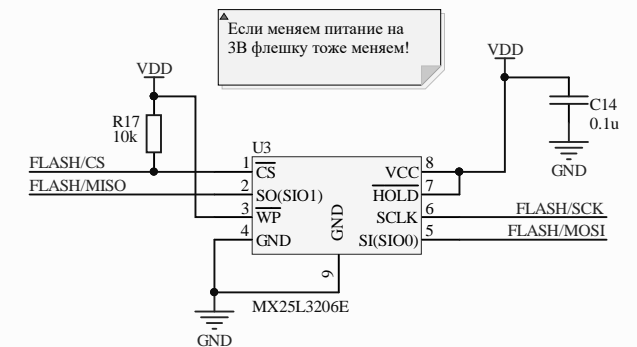 Если меняем питание на
3В флешку тоже меняем!
VDD
VDD
R17
10k
C14
0.1u
GND
U3
FLASH/CS
1
CS
VCC
8
FLASH/MISO
2
SO(SIO1)
HOLD
7
3
WP
SCLK
6
FLASH/SCK
4
GND
GND
SI(SIO0)
5
FLASH/MOSI
9
MX25L3206E
GND